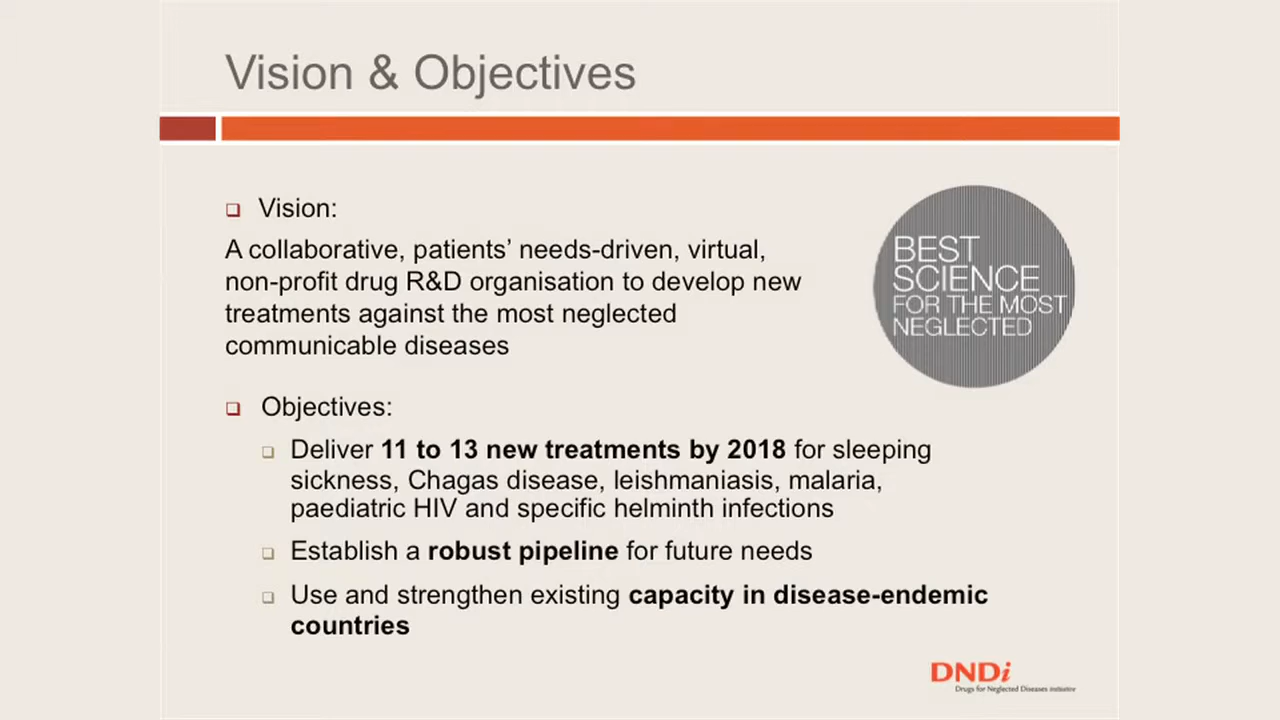 Vision & Objectives
Vision:
A collaborative, patients’ needs-driven, virtual,
non-profit drug R&D organisation to develop new
treatments against the most neglected
communicable diseases
BEST
SCIENCE
FOR THE MOST
NEGLECTED
Objectives:
Deliver 11 to 13 new treatments by 2018 for sleeping
sickness, Chagas disease, leishmaniasis, malaria,
paediatric HIV and specific helminth infections
Establish a robust pipeline for future needs
Use and strengthen existing capacity in disease-endemic
countries
DNDi
Drugs for Neglected Diseases initiative